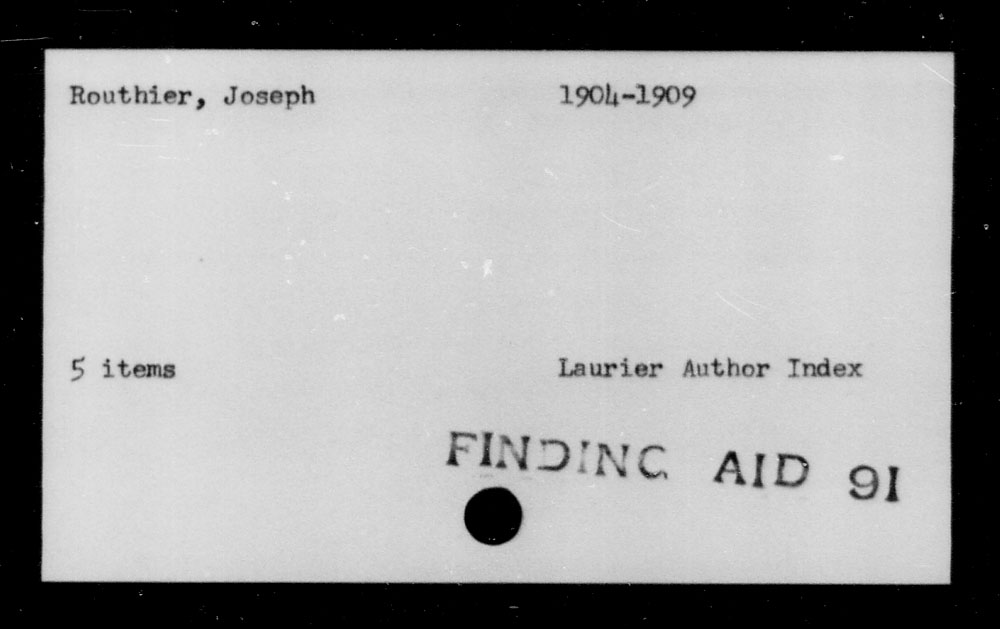 Routhier, Joseph 1904-1909
5 items Laurier Author Index
FINDING AID 91